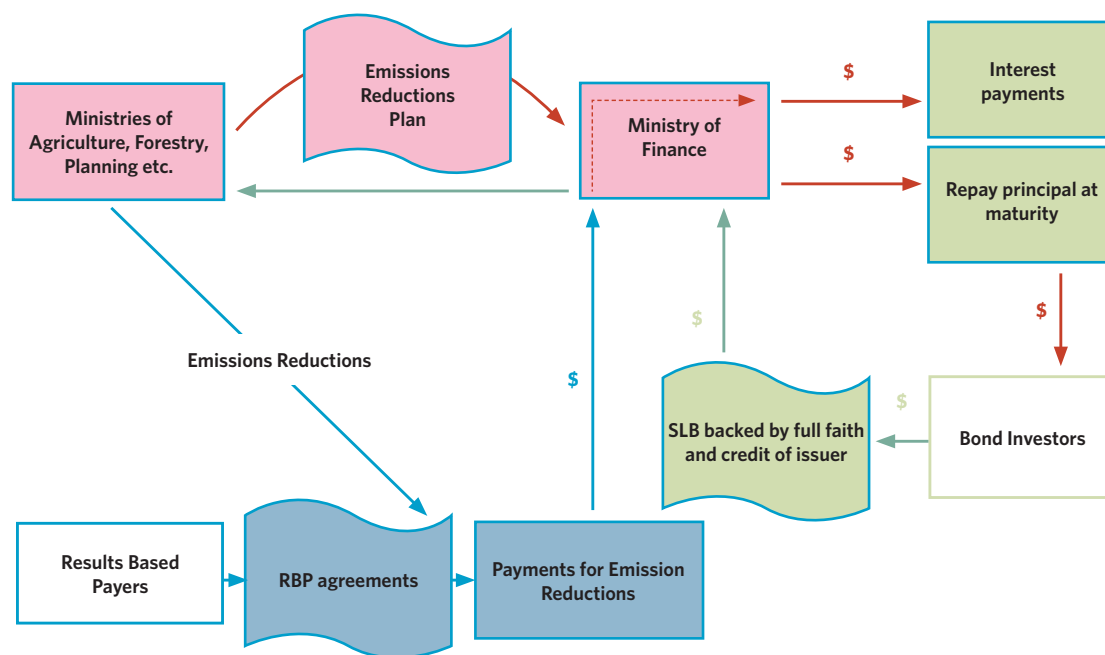 Emissions
Reductions
Plan
Ministries of
Agriculture, Forestry,
Planning etc.
Ministry of
Finance
$
Interest
payments
$
Repay principal at
maturity
$
$
$
$
Emissions Reductions
SLB backed by full faith
and credit of issuer
Bond Investors
Results Based
Payers
RBP agreements
Payments for Emission
Reductions